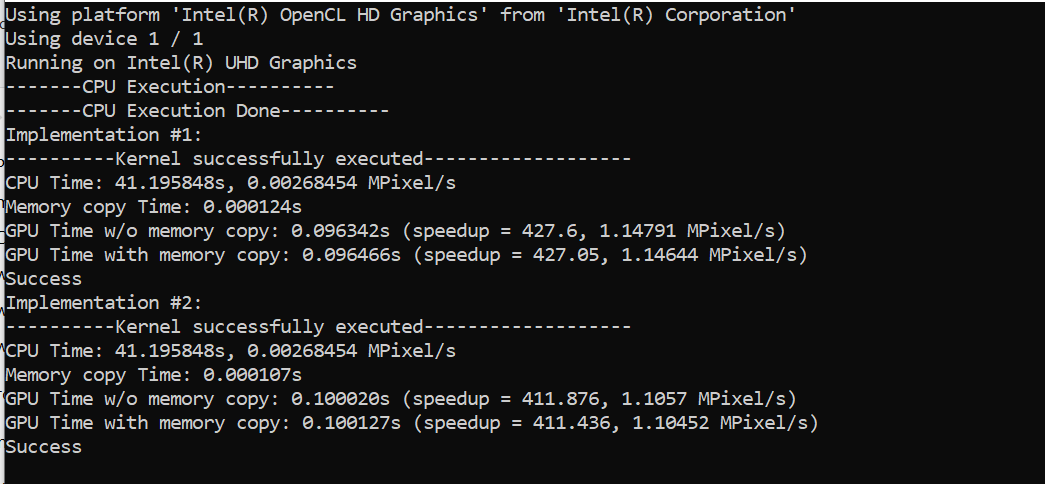 Using platform 'Intel(R) OpenCL HD Graphics' from 'Intel(R) Corporation'
Using device 1 / 1
Running on Intel(R) UHD Graphics
-------CPU Execution----------
-------CPU Execution Done----------
Implementation #1:
----------Kernel successfully executed-------------------
CPU Time: 41.195848s, 0.00268454 MPixel/s
Memory copy Time: 0.000124s
GPU Time w/o memory copy: 0.096342s (speedup = 427.6, 1.14791 MPixel/s)
GPU Time with memory copy: 0.096466s (speedup = 427.05, 1.14644 MPixel/s)
Success
Implementation #2:
----------Kernel successfully executed-------------------
CPU Time: 41.195848s, 0.00268454 MPixel/s
Memory copy Time: 0.000107s
GPU Time w/o memory copy: 0.100020s (speedup = 411.876, 1.1057 MPixel/s)
GPU Time with memory copy: 0.100127s (speedup = 411.436, 1.10452 MPixel/s)
Success